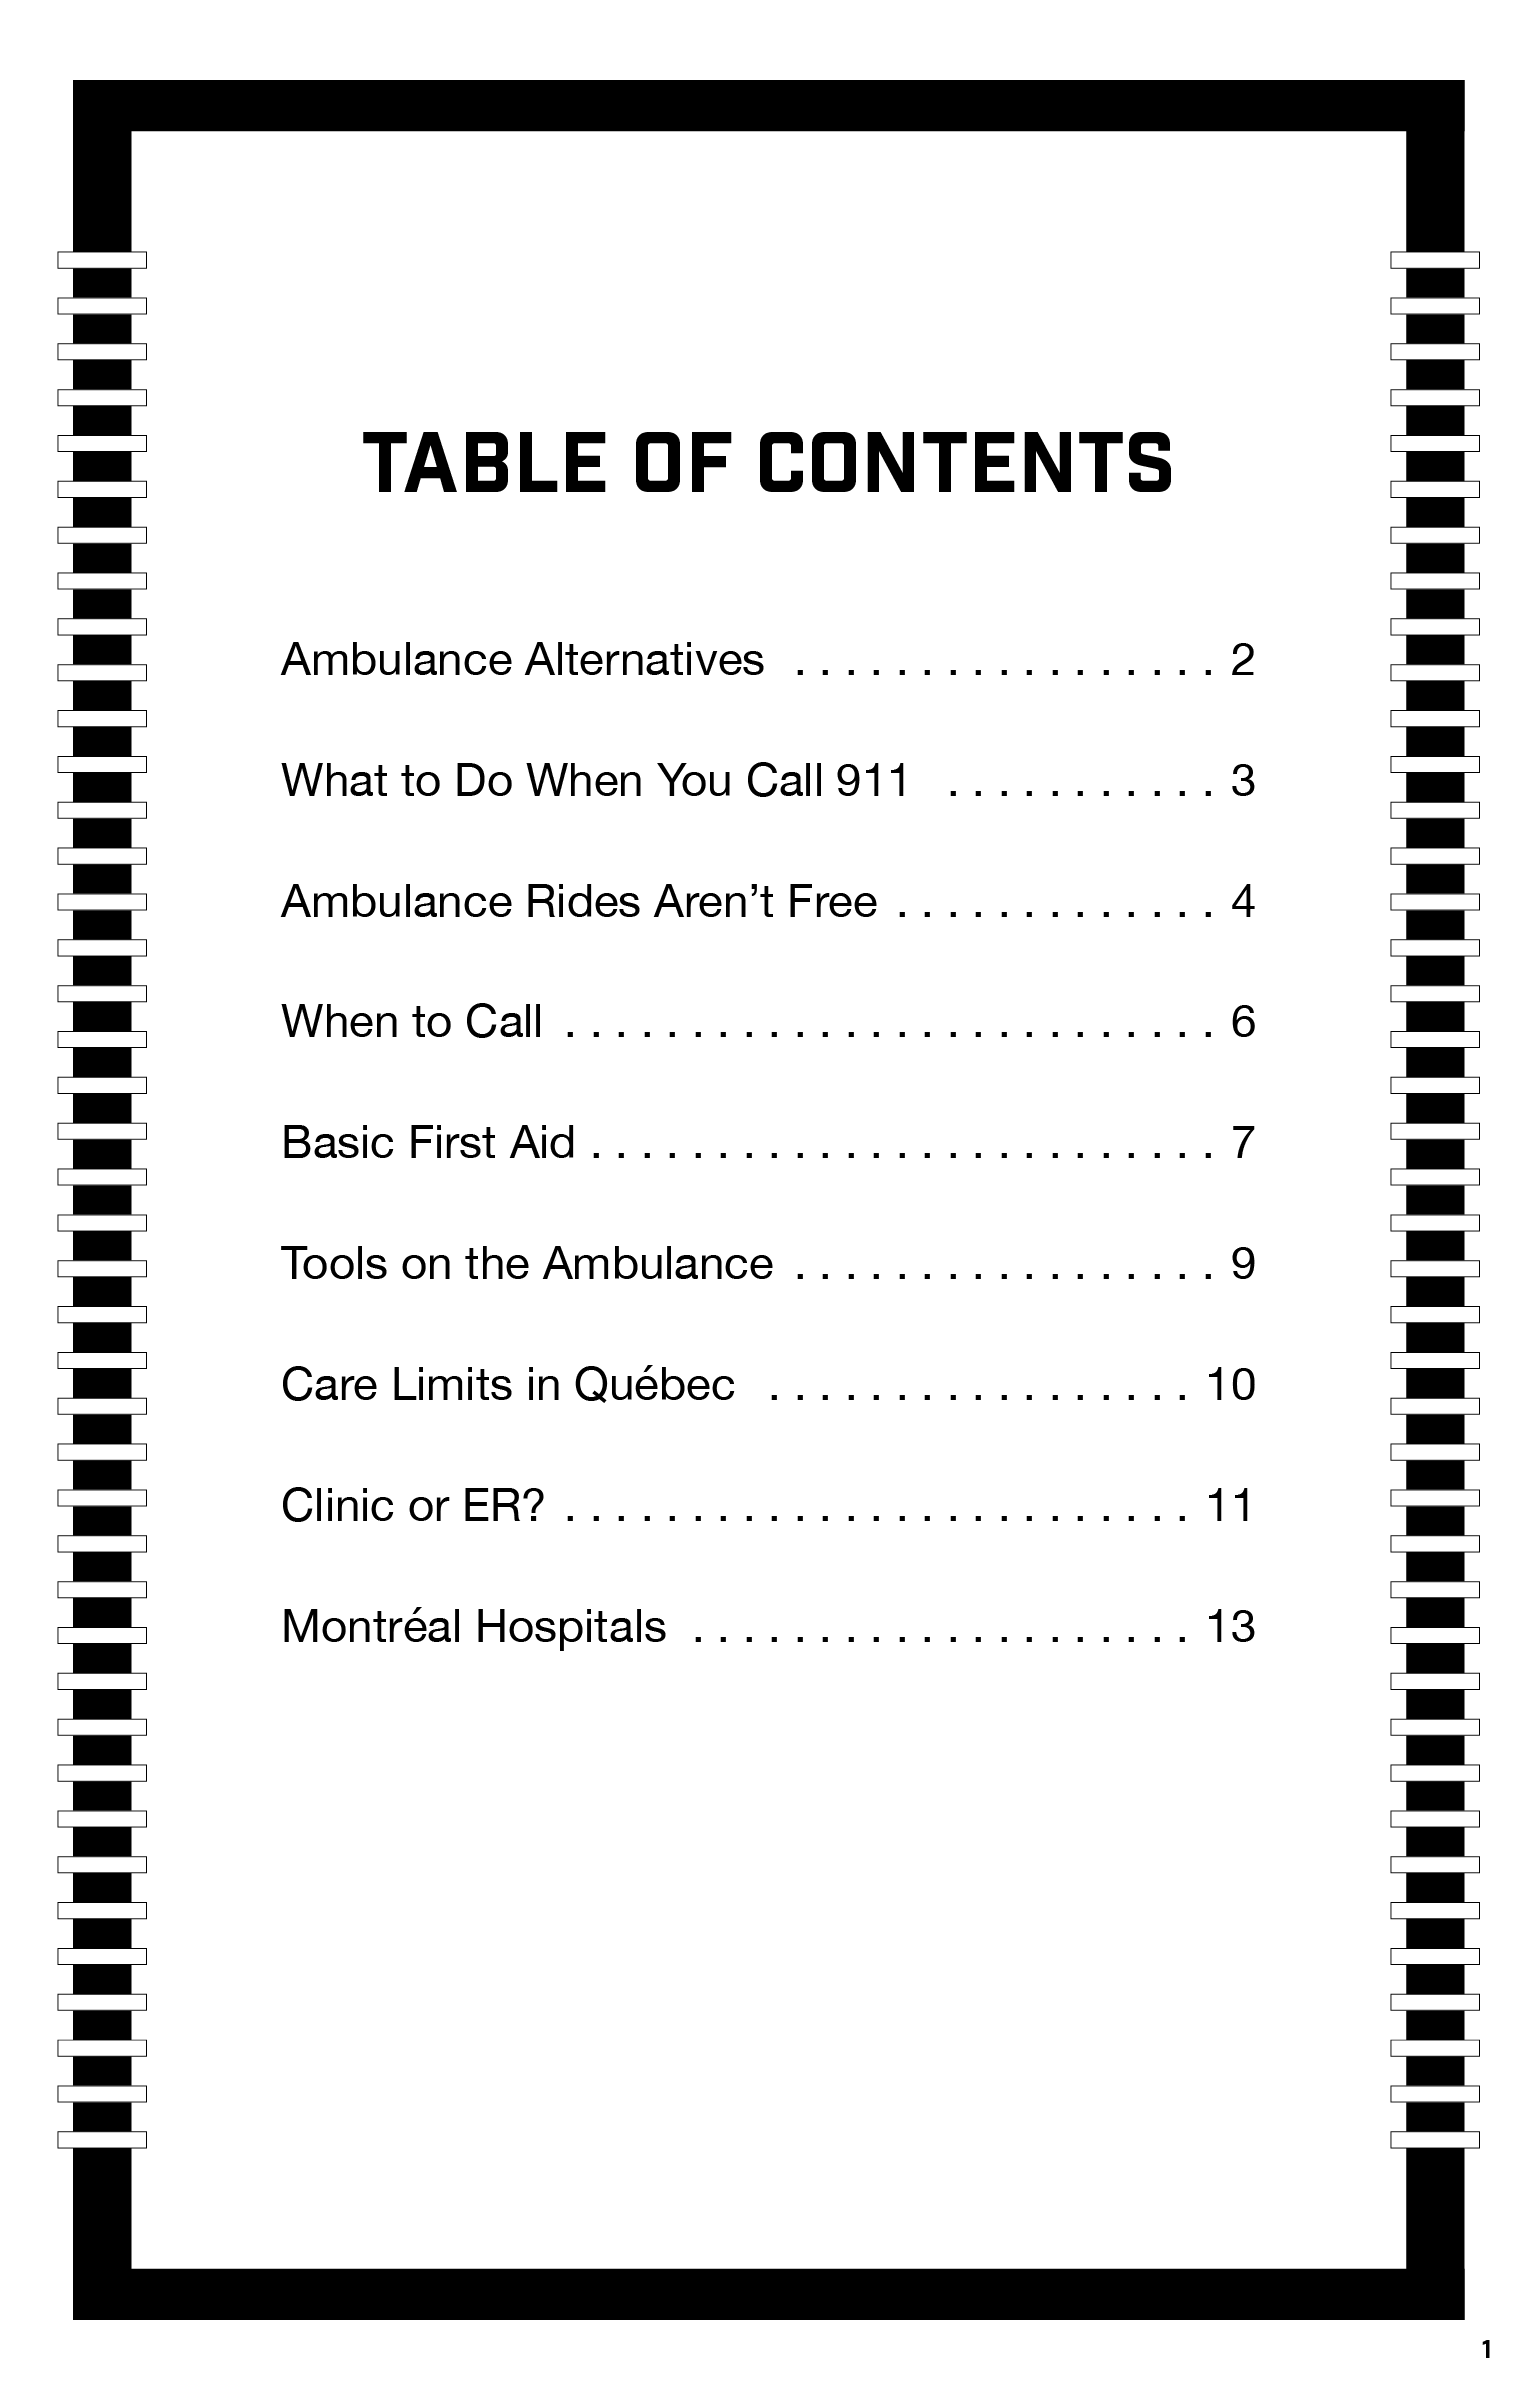 TABLE OF CONTENTS
Ambulance Alternatives . . . . . . . . . . . . . . . . . 2
What to Do When You Call 911 . . . . . . . . . . . 3
Ambulance Rides Aren’t Free . . . . . . . . . . . . . 4
When to Call . . . . . . . . . . . . . . . . . . . . . . . . . . 6
Basic First Aid . . . . . . . . . . . . . . . . . . . . . . . . . 7
Tools on the Ambulance . . . . . . . . . . . . . . . . . 9
Care Limits in Québec . . . . . . . . . . . . . . . . . 10
Clinic or ER? . . . . . . . . . . . . . . . . . . . . . . . . . 11
Montréal Hospitals . . . . . . . . . . . . . . . . . . . . 13
1